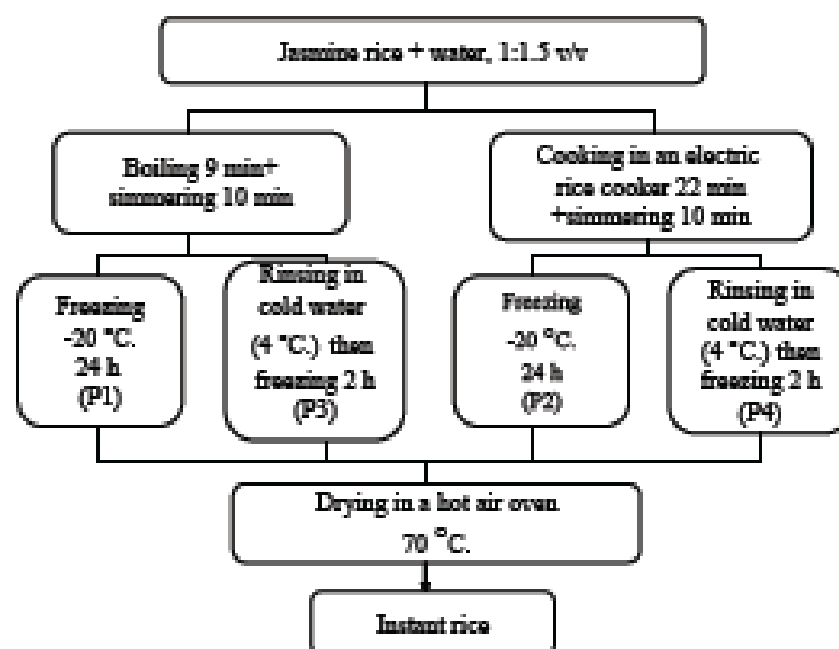 Jasmine rice + water, 1:1.5 v/v
Boiling 9 min+
simmering 10 min
Cooking in an electric
rice cooker 22 min
+simmering 10 min
Freezing
-20 °C.
24 h
(P1)
Rinsing in
cold water
(4 °C.) then
freezing 2 h
(P3)
Freezing
-20 °C.
24 h
(P2)
Rinsing in
cold water
(4 °C.) then
freezing 2 h
(P4)
Drying in a hot air oven
70 °C.
Instant rice